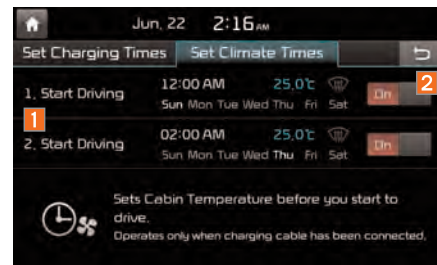 Jun, 22 2:16 AM
Set Charging Times Set Climate Times
1. Start Driving 12:00 AM 25.0℃ On 2
Sun Mon Tue Wed Thu Fri Sat
1
2. Start Driving 02:00 AM 25.0℃ On
Sun Mon Tue Wed Thu Fri Sat
Sets Cabin Temperature before you start to
drive.
Operates only when charging cable has been connected.